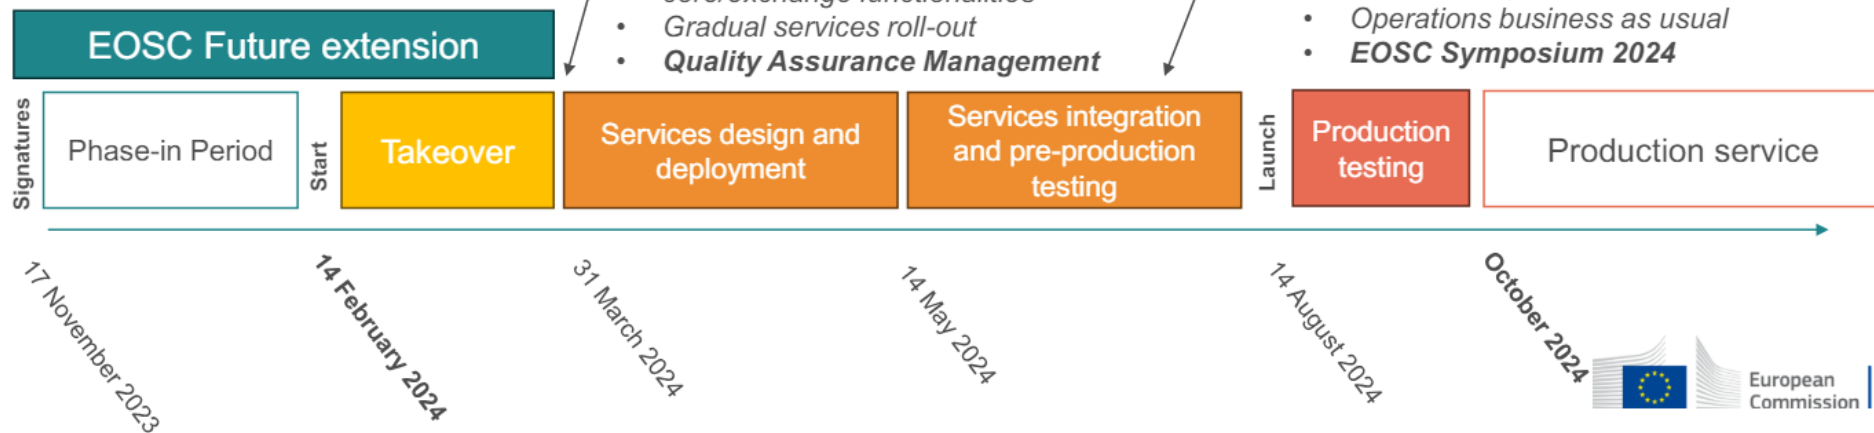 • Gradual services roll-out
• Quality Assurance Management
• Operations business as usual
• EOSC Symposium 2024
EOSC Future extension
Signatures
Phase-in Period
Start
Takeover
Services design and
deployment
Services integration
and pre-production
testing
Launch
Production
testing
Production service
17 November 2023
14 February 2024
31 March 2024
14 May 2024
14 August 2024
October 2024
European
Commission